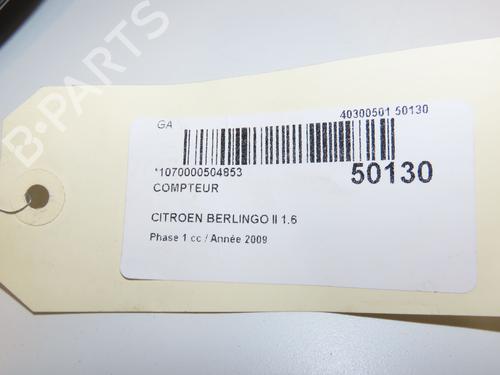 B-PARTS
GA
40300501 50130
*1070000504853
50130
COMPTEUR
CITROEN BERLINGO II 1.6
Phase 1 cc / Année 2009